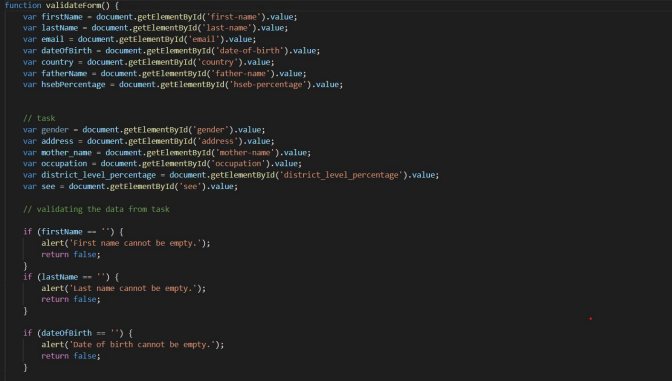 function validateForm() {
var firstName = document.getElementById('first-name').value;
var lastName = document.getElementById('last-name').value;
var email = document.getElementById('email').value;
var dateOfBirth = document.getElementById('date-of-birth').value;
var country = document.getElementById('country').value;
var fatherName = document.getElementById('father-name').value;
var hsebPercentage = document.getElementById('hseb-percentage').value;
// task
var gender = document.getElementById('gender').value;
var address = document.getElementById('address').value;
var mother_name = document.getElementById('mother-name').value;
var occupation = document.getElementById('occupation').value;
var district_level_percentage = document.getElementById('district_level_percentage').value;
var see = document.getElementById('see').value;
// validating the data from task
if (firstName == '') {
alert('First name cannot be empty.');
return false;
}
if (lastName == '') {
alert('Last name cannot be empty.');
return false;
}
if (dateOfBirth == '') {
alert('Date of birth cannot be empty.');
return false;
}